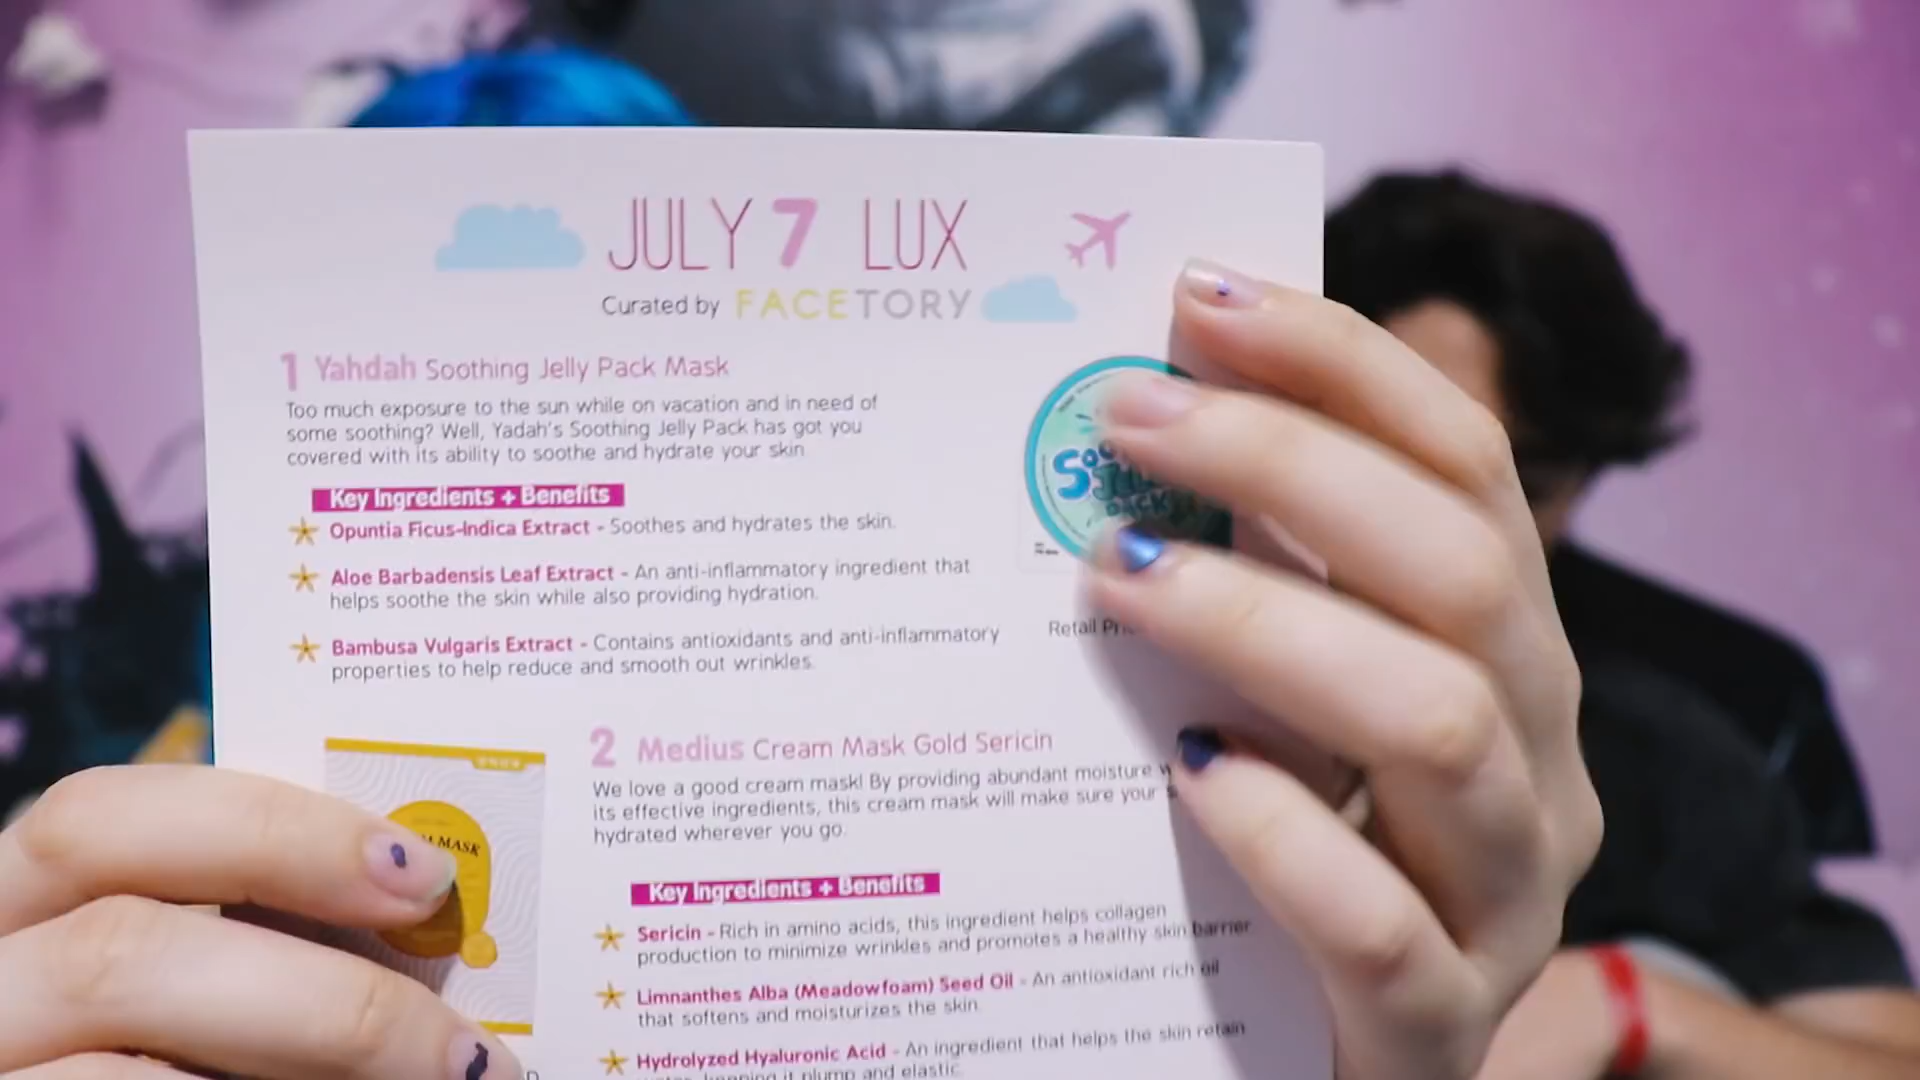 JULY 7 LUX
Curated by FACETORY
1 Yahdah Soothing Jelly Pack Mask
Too much exposure to the sun while on vacation and in need of
some soothing? Well, Yadah's Soothing Jelly Pack has got you
covered with its ability to soothe and hydrate your skin
Key Ingredients + Benefits
Opuntia Ficus-Indica Extract - Soothes and hydrates the skin.
Aloe Barbadensis Leaf Extract - An anti-inflammatory ingredient that
helps soothe the skin while also providing hydration.
Bambusa Vulgaris Extract - Contains antioxidants and anti-inflammatory
properties to help reduce and smooth out wrinkles.
PACK
Retail
2 Medius Cream Mask Gold Sericin
We love a good cream mask! By providing abundant moisture
its effective ingredients, this cream mask will make sure your
hydrated wherever you go.
MASK
Key Ingredients + Benefits
Sericin - Rich in amino acids, this ingredient helps collagen
production to minimize wrinkles and promotes a healthy skin barrier
Limnanthes Alba (Meadowfoam) Seed Oil - An antioxidant rich oil
that softens and moisturizes the skin.
Hydrolyzed Hyaluronic Acid - An ingredient that helps the skin retain
water, keeping it plump and elastic.